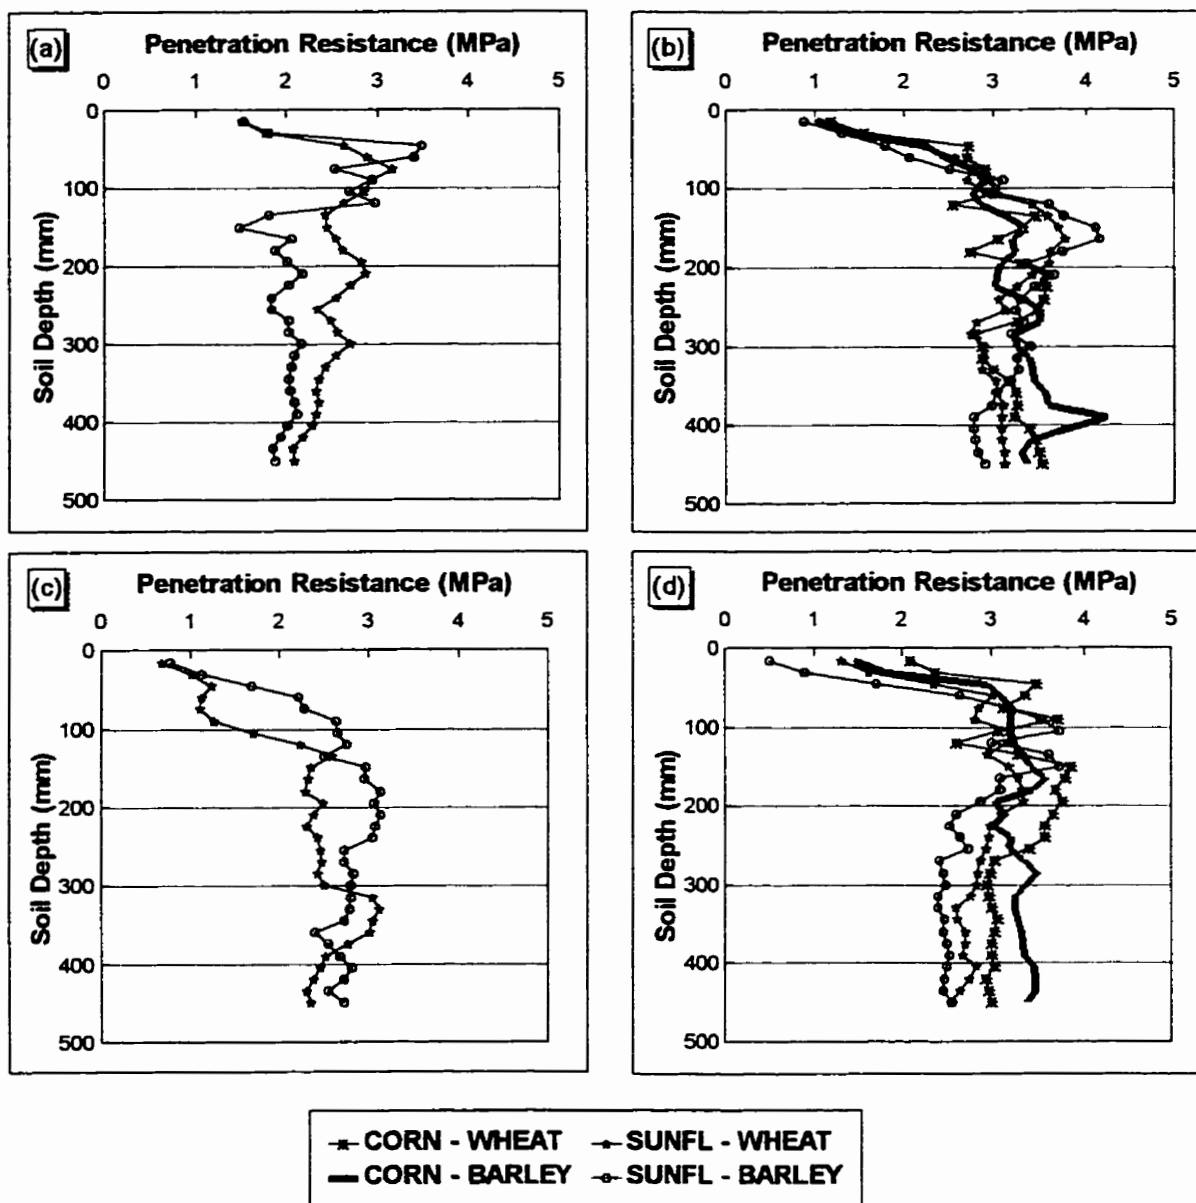 (a) Penetration Resistance (MPa)
0 1 2 3 4 5
0
100
200
300
400
500
Soil Depth (mm)
(b) Penetration Resistance (MPa)
0 1 2 3 4 5
0
100
200
300
400
500
Soil Depth (mm)
(c) Penetration Resistance (MPa)
0 1 2 3 4 5
0
100
200
300
400
500
Soil Depth (mm)
(d) Penetration Resistance (MPa)
0 1 2 3 4 5
0
100
200
300
400
500
Soil Depth (mm)
CORN - WHEAT SUNFL - WHEAT
CORN - BARLEY SUNFL - BARLEY